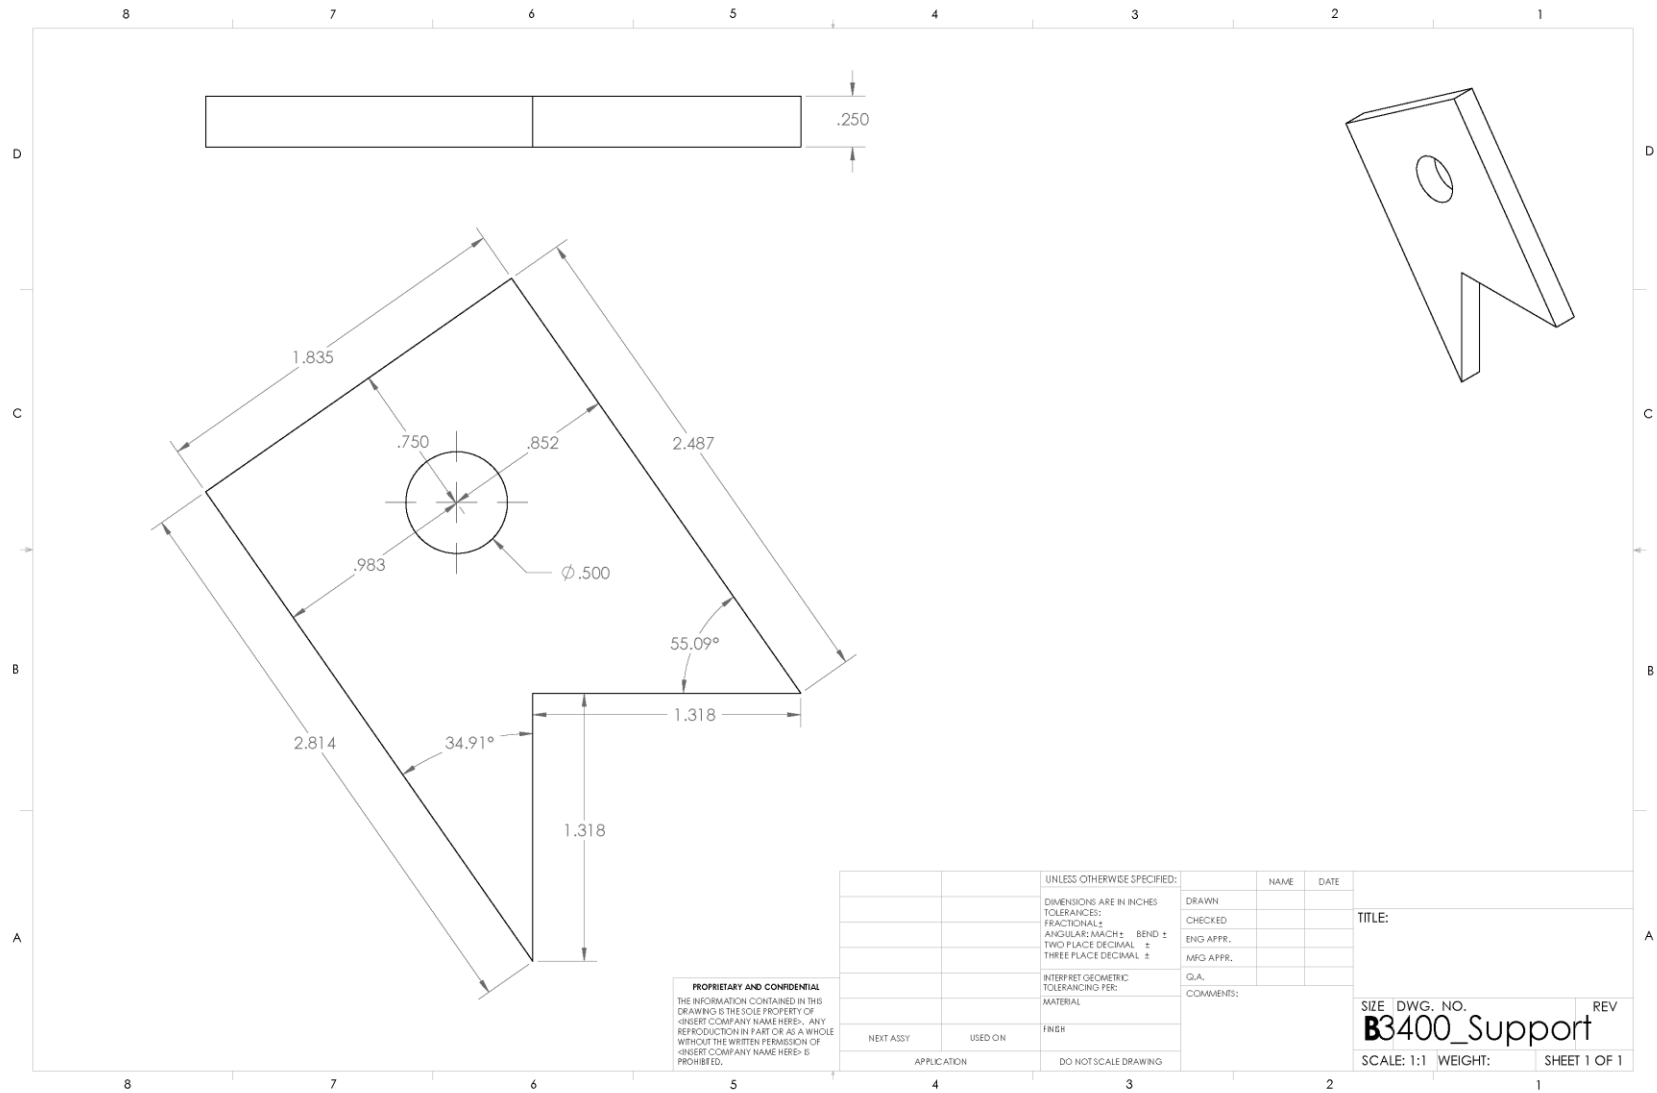 8 7 6 5 4 3 2 1
D
D
.250
1.835
C
C
.750
.852
2.487
.983
∅.500
55.09°
B
B
1.318
34.91°
2.814
1.318
A
A
UNLESS OTHERWISE SPECIFIED:
DIMENSIONS ARE IN INCHES
TOLERANCES:
FRACTIONAL±
ANGULAR: MACH± BEND ±
TWO PLACE DECIMAL ±
THREE PLACE DECIMAL ±
INTERPRET GEOMETRIC
TOLERANCING PER:
MATERIAL
FINISH
DO NOT SCALE DRAWING
NAME DATE
DRAWN
CHECKED
ENG APPR.
MFG APPR.
Q.A.
COMMENTS:
TITLE:
SIZE DWG. NO. REV
B 3400_Support
SCALE: 1:1 WEIGHT: SHEET 1 OF 1
PROPRIETARY AND CONFIDENTIAL
THE INFORMATION CONTAINED IN THIS
DRAWING IS THE SOLE PROPERTY OF
<INSERT COMPANY NAME HERE>. ANY
REPRODUCTION IN PART OR AS A WHOLE
WITHOUT THE WRITTEN PERMISSION OF
<INSERT COMPANY NAME HERE> IS
PROHIBITED.
NEXT ASSY USED ON
APPLICATION
8 7 6 5 4 3 2 1